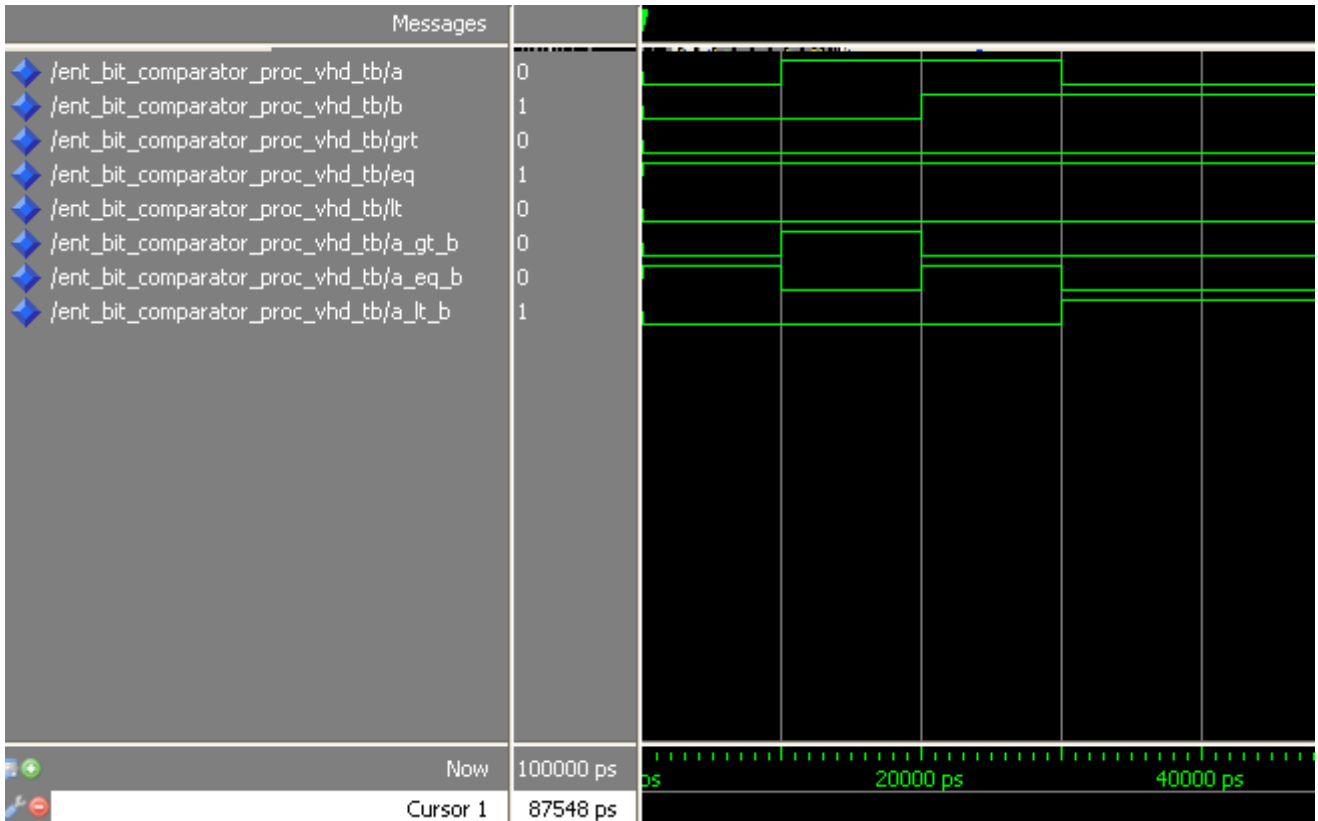 Messages
/ent_bit_comparator_proc_vhd_tb/a 0
/ent_bit_comparator_proc_vhd_tb/b 1
/ent_bit_comparator_proc_vhd_tb/grt 0
/ent_bit_comparator_proc_vhd_tb/eq 1
/ent_bit_comparator_proc_vhd_tb/lt 0
/ent_bit_comparator_proc_vhd_tb/a_gt_b 0
/ent_bit_comparator_proc_vhd_tb/a_eq_b 0
/ent_bit_comparator_proc_vhd_tb/a_lt_b 1
Now 100000 ps ps 20000 ps 40000 ps
Cursor 1 87548 ps